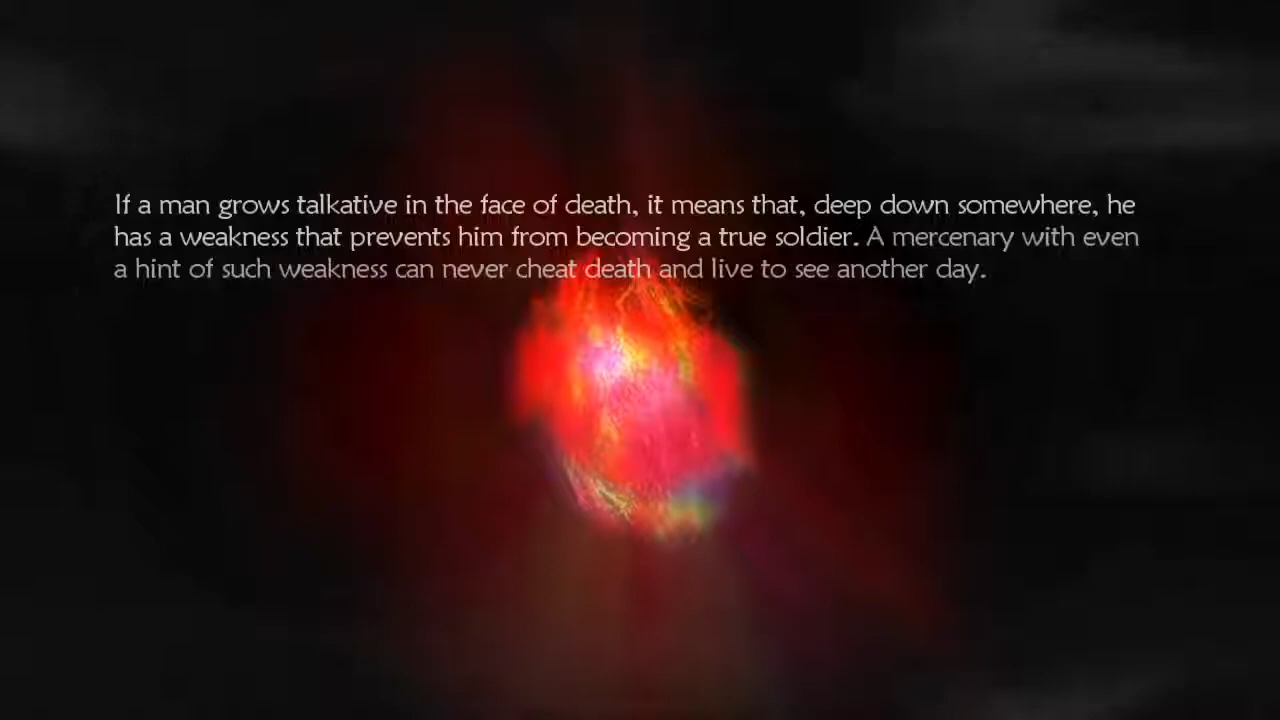 If a man grows talkative in the face of death, it means that, deep down somewhere, he
has a weakness that prevents him from becoming a true soldier. A mercenary with even
a hint of such weakness can never cheat death and live to see another day.